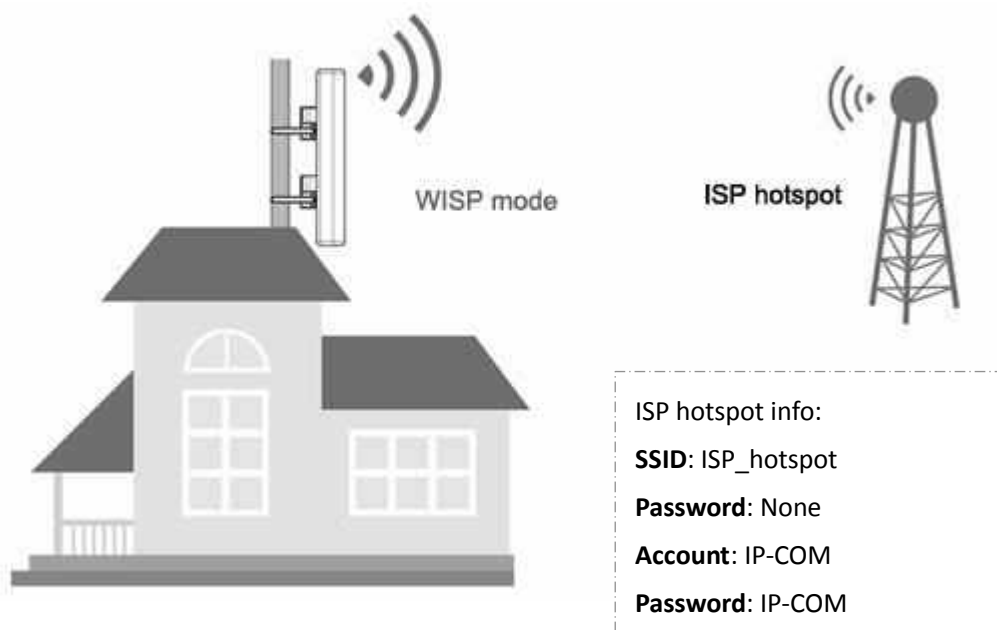 WISP mode
ISP hotspot
ISP hotspot info:
SSID: ISP_hotspot
Password: None
Account: IP-COM
Password: IP-COM